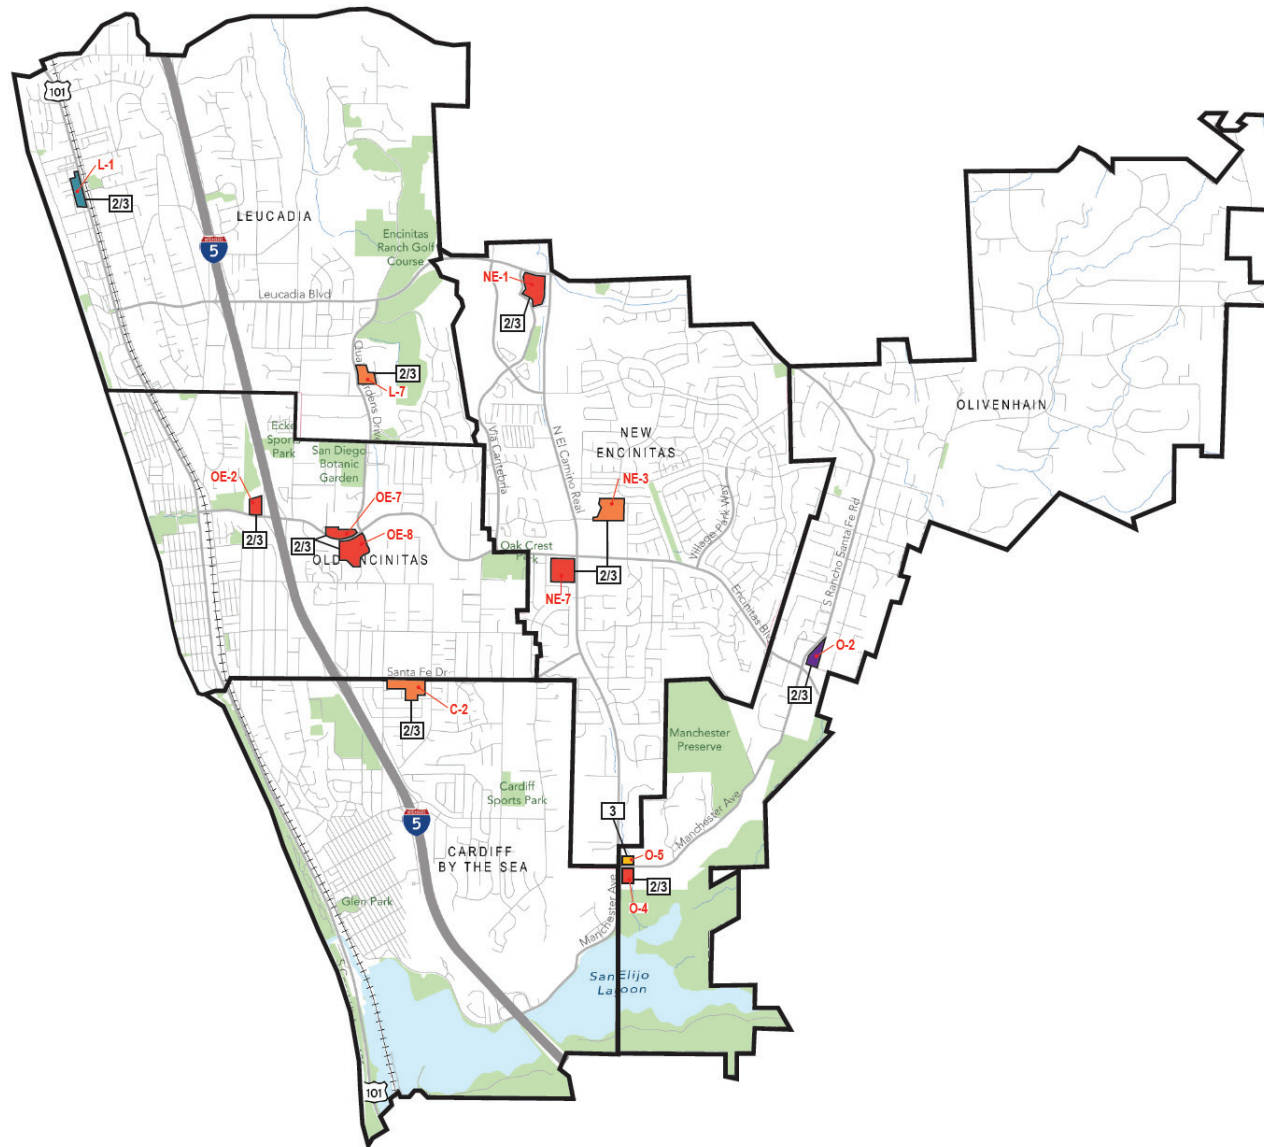 101
L-1
2/3
LEUCADIA
5
Encinitas
Ranch Golf
Course
NE-1
Leucadia Blvd
2/3
2/3
L-7
OLIVENHAIN
NEW
ENCINITAS
N El Camino Real
Via Cantebria
Sports
Park
San Diego
Botanic
Garden
OE-2
OE-7
NE-3
OE-8
Village Park Way
S Rancho Santa Fe Rd
2/3
2/3
Oak Crest
Park
2/3
NE-7
O-2
Santa Fe Dr
2/3
C-2
2/3
Manchester
Preserve
Cardiff
Sports Park
3
Manchester Ave
5
CARDIFF
BY THE SEA
O-5
2/3
O-4
Glen Park
Manchester Ave
San Elijo
Lagoon
101